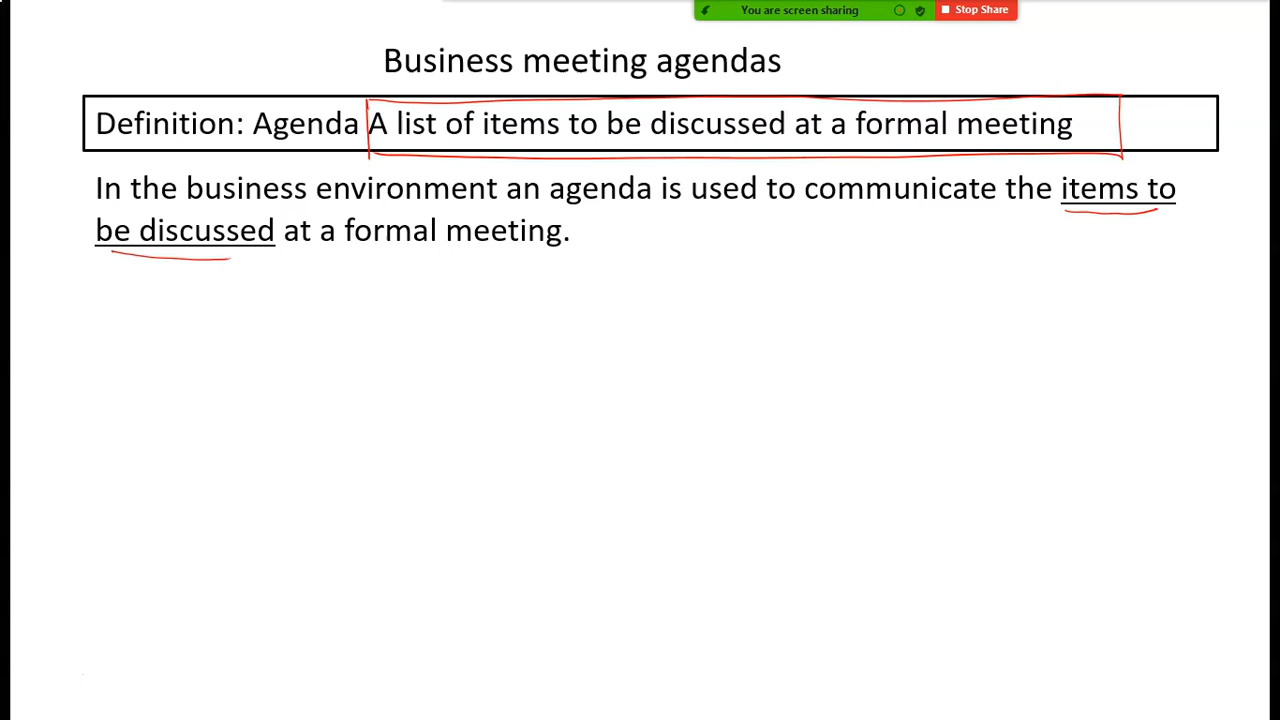 You are screen sharing Stop Share
Business meeting agendas
Definition: Agenda A list of items to be discussed at a formal meeting
In the business environment an agenda is used to communicate the items to
be discussed at a formal meeting.